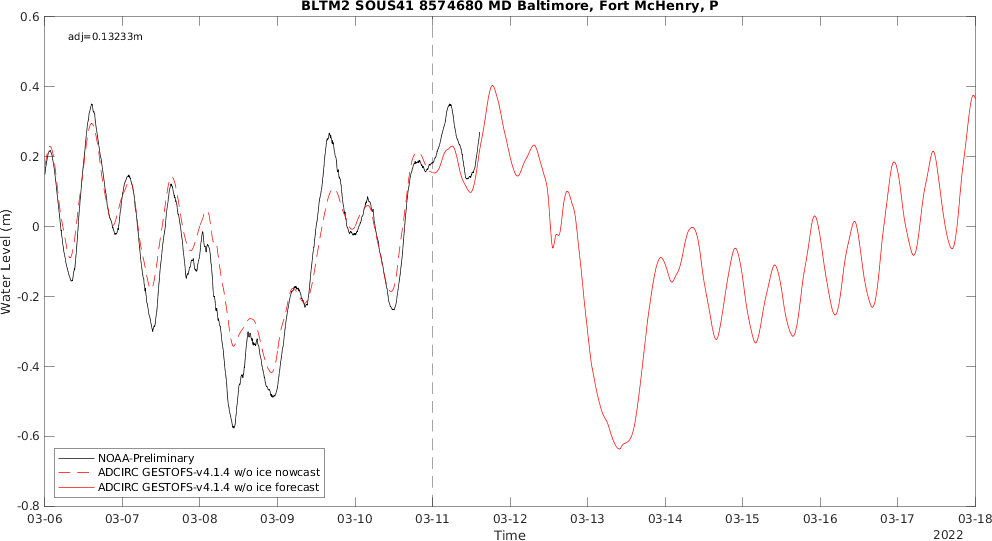 BLTM2 SOUS41 8574680 MD Baltimore, Fort McHenry, P
adj=0.13233m
0.6
0.4
0.2
0
-0.2
-0.4
-0.6
-0.8
Water Level (m)
NOAA-Preliminary
ADCIRC GESTOFS-v4.1.4 w/o ice nowcast
ADCIRC GESTOFS-v4.1.4 w/o ice forecast
03-06 03-07 03-08 03-09 03-10 03-11 03-12 03-13 03-14 03-15 03-16 03-17 03-18
Time
2022